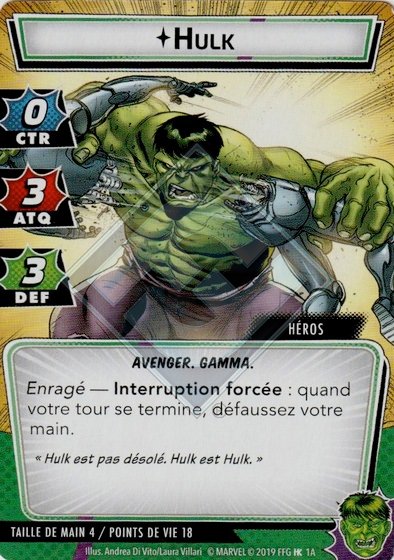 HULK
0
CTR
3
ATQ
3
DEF
HÉROS
AVENGER. GAMMA.
Enragé — Interruption forcée : quand
votre tour se termine, défaussez votre
main.
« Hulk est pas désolé. Hulk est Hulk. »
TAILLE DE MAIN 4 / POINTS DE VIE 18
Illus. Andrea Di Vito/Laura Villari © MARVEL © 2019 FFG HK 1A